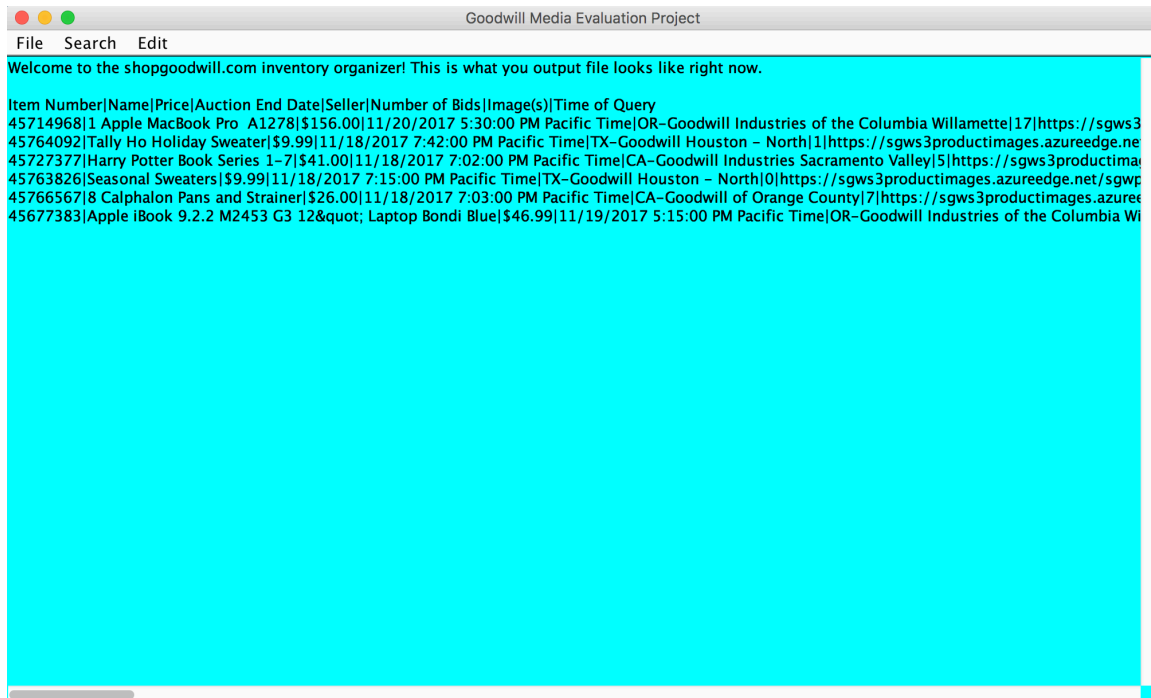 Goodwill Media Evaluation Project
File Search Edit
Welcome to the shopgoodwill.com inventory organizer! This is what you output file looks like right now.
Item Number|Name|Price|Auction End Date|Seller|Number of Bids|Image(s)|Time of Query
45714968|1 Apple MacBook Pro  A1278|$156.00|11/20/2017 5:30:00 PM Pacific Time|OR-Goodwill Industries of the Columbia Willamette|17|https://sgws3
45764092|Tally Ho Holiday Sweater|$9.99|11/18/2017 7:42:00 PM Pacific Time|TX-Goodwill Houston - North|1|https://sgws3productimages.azureedge.ne
45727377|Harry Potter Book Series 1-7|$41.00|11/18/2017 7:02:00 PM Pacific Time|CA-Goodwill Industries Sacramento Valley|5|https://sgws3productima
45763826|Seasonal Sweaters|$9.99|11/18/2017 7:15:00 PM Pacific Time|TX-Goodwill Houston - North|0|https://sgws3productimages.azureedge.net/sgwp
45766567|8 Calphalon Pans and Strainer|$26.00|11/18/2017 7:03:00 PM Pacific Time|CA-Goodwill of Orange County|7|https://sgws3productimages.azuree
45677383|Apple iBook 9.2.2 M2453 G3 12&quot; Laptop Bondi Blue|$46.99|11/19/2017 5:15:00 PM Pacific Time|OR-Goodwill Industries of the Columbia Wi